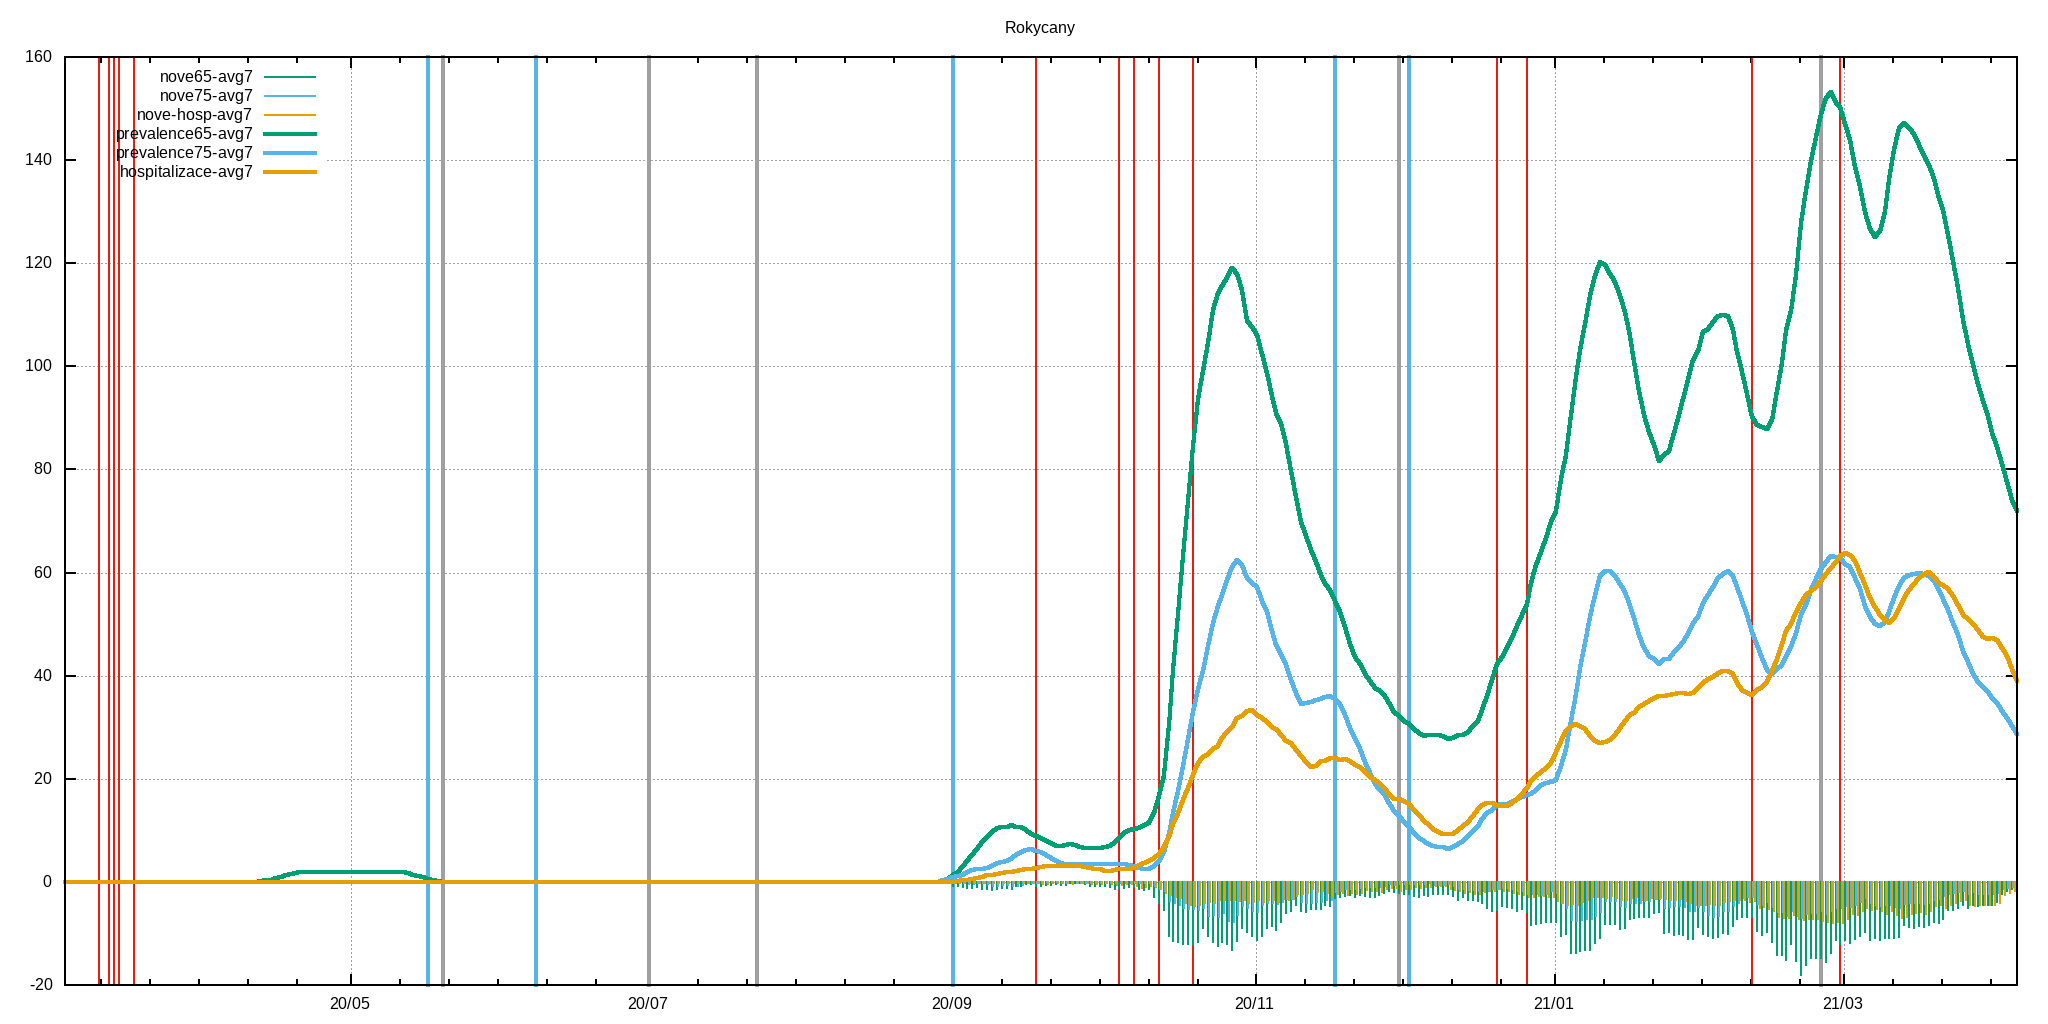 Rokycany
160
140
120
100
80
60
40
20
0
-20
nove65-avg7
nove75-avg7
nove-hosp-avg7
prevalence65-avg7
prevalence75-avg7
hospitalizace-avg7
20/05 20/07 20/09 20/11 21/01 21/03